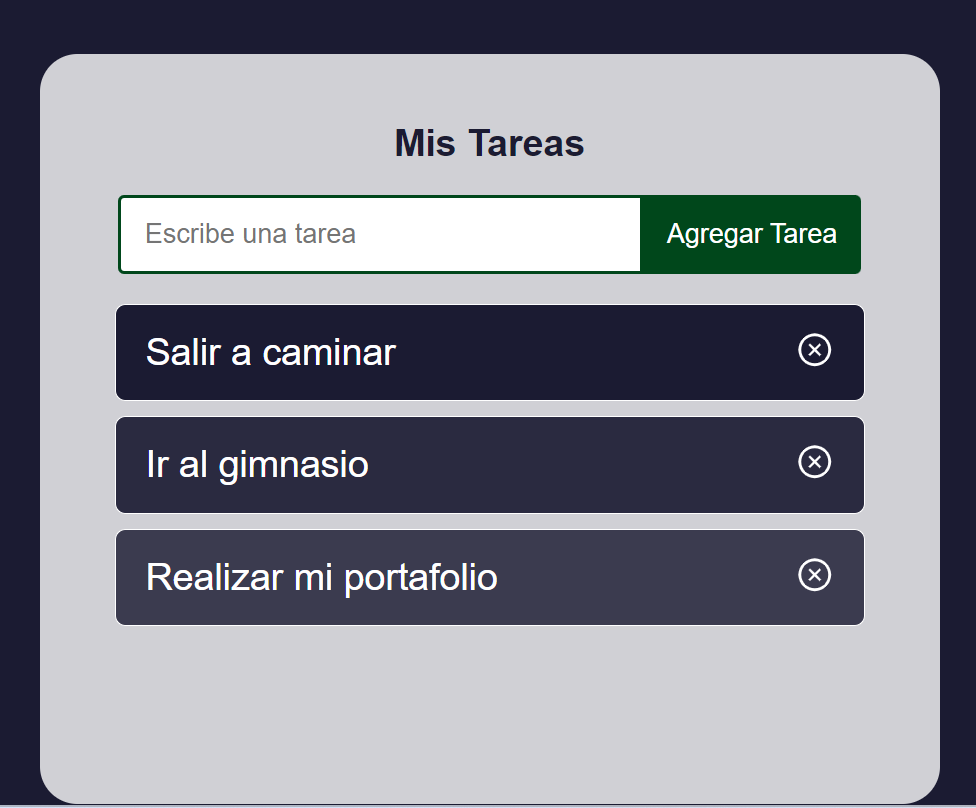 Mis Tareas
Escribe una tarea
Agregar Tarea
Salir a caminar
Ir al gimnasio
Realizar mi portafolio